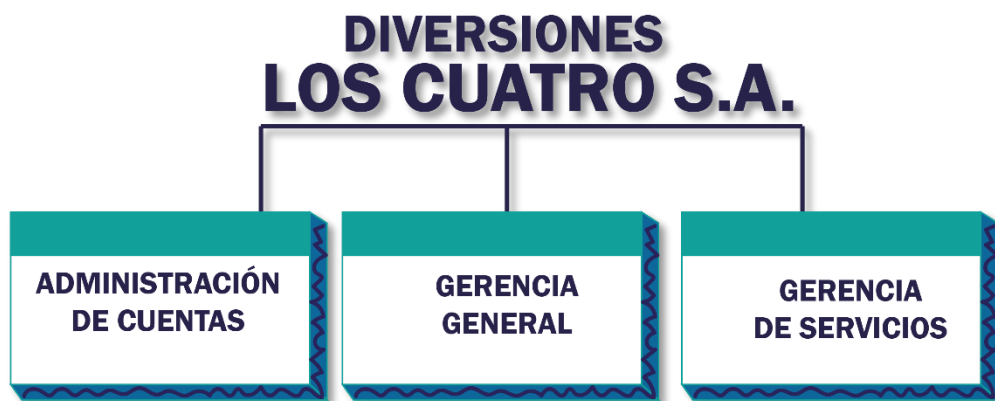 DIVERSIONES
LOS CUATRO S.A.
ADMINISTRACIÓN
DE CUENTAS
GERENCIA
GENERAL
GERENCIA
DE SERVICIOS